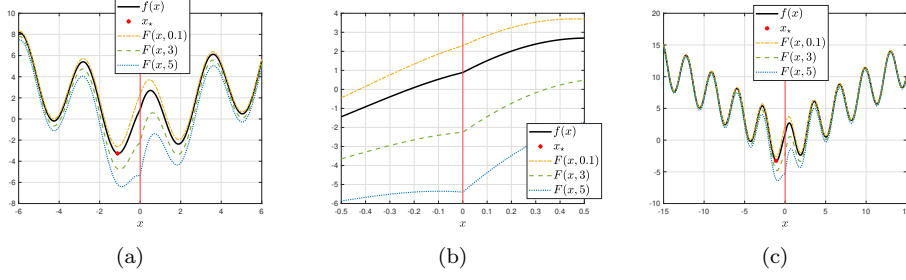 8
6
4
2
0
-2
-4
-6
-8
-6 -4 -2 0 2 4 6
x
f(x)
x⋆
F(x, 0.1)
F(x, 3)
F(x, 5)
(a)
5
4
3
2
1
0
-1
-2
-3
-4
-5
-6
-0.5 -0.4 -0.3 -0.2 -0.1 0 0.1 0.2 0.3 0.4 0.5
x
f(x)
x⋆
F(x, 0.1)
F(x, 3)
F(x, 5)
(b)
20
15
10
5
0
-5
-10
-15 -10 -5 0 5 10 15
x
f(x)
x⋆
F(x, 0.1)
F(x, 3)
F(x, 5)
(c)